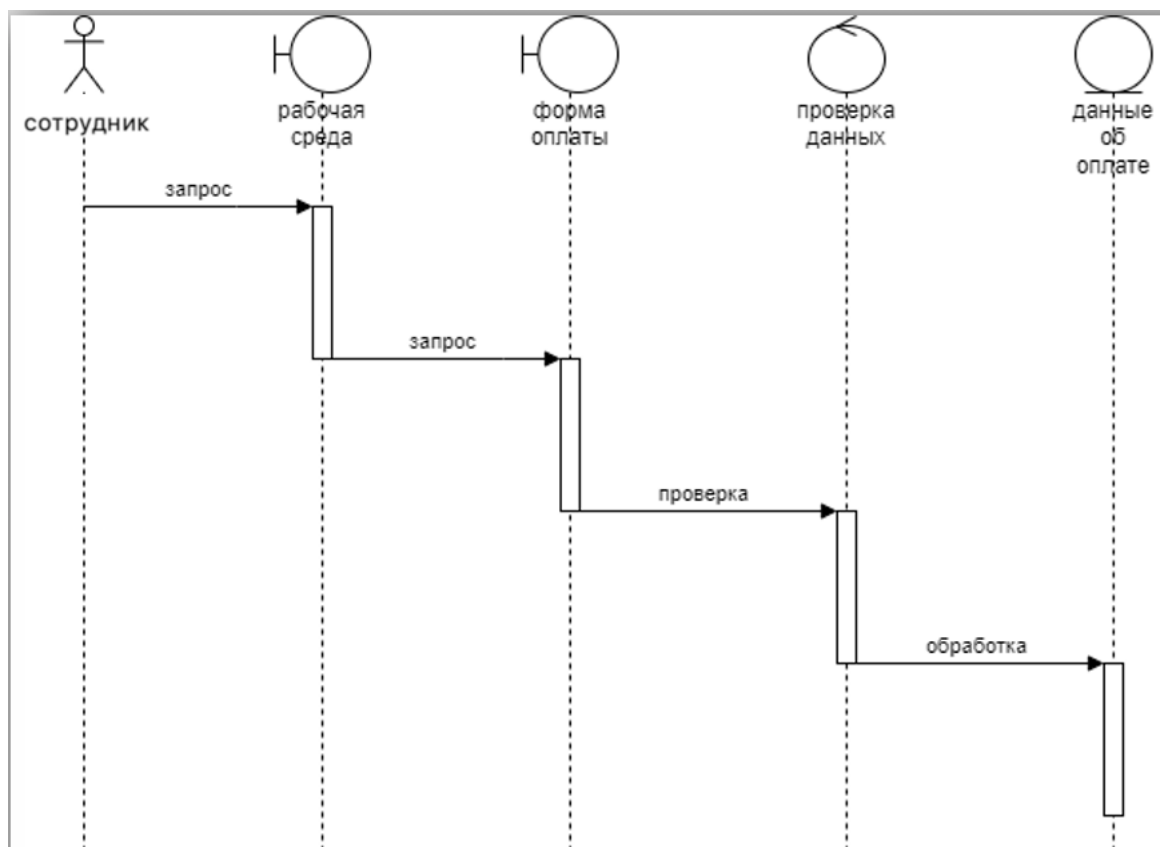 сотрудник
рабочая
среда
форма
оплаты
проверка
данных
данные
об
оплате
запрос
запрос
проверка
обработка